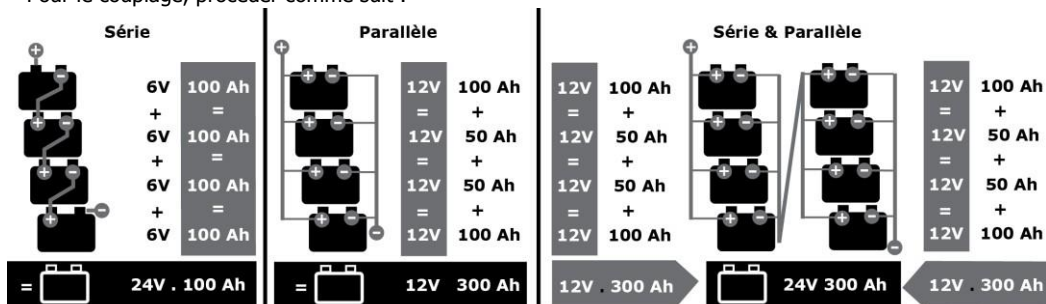 Pour le couplage, procéder comme suit :
Série
6V 100 Ah
+ =
6V 100 Ah
+ =
6V 100 Ah
+ =
6V 100 Ah
= 24V . 100 Ah
Parallèle
12V 100 Ah
= +
12V 50 Ah
= +
12V 50 Ah
= +
12V 100 Ah
= 12V 300 Ah
Série & Parallèle
12V 100 Ah
= +
12V 50 Ah
= +
12V 50 Ah
= +
12V 100 Ah
12V . 300 Ah
24V 300 Ah
12V 100 Ah
= +
12V 50 Ah
= +
12V 50 Ah
= +
12V 100 Ah
12V . 300 Ah